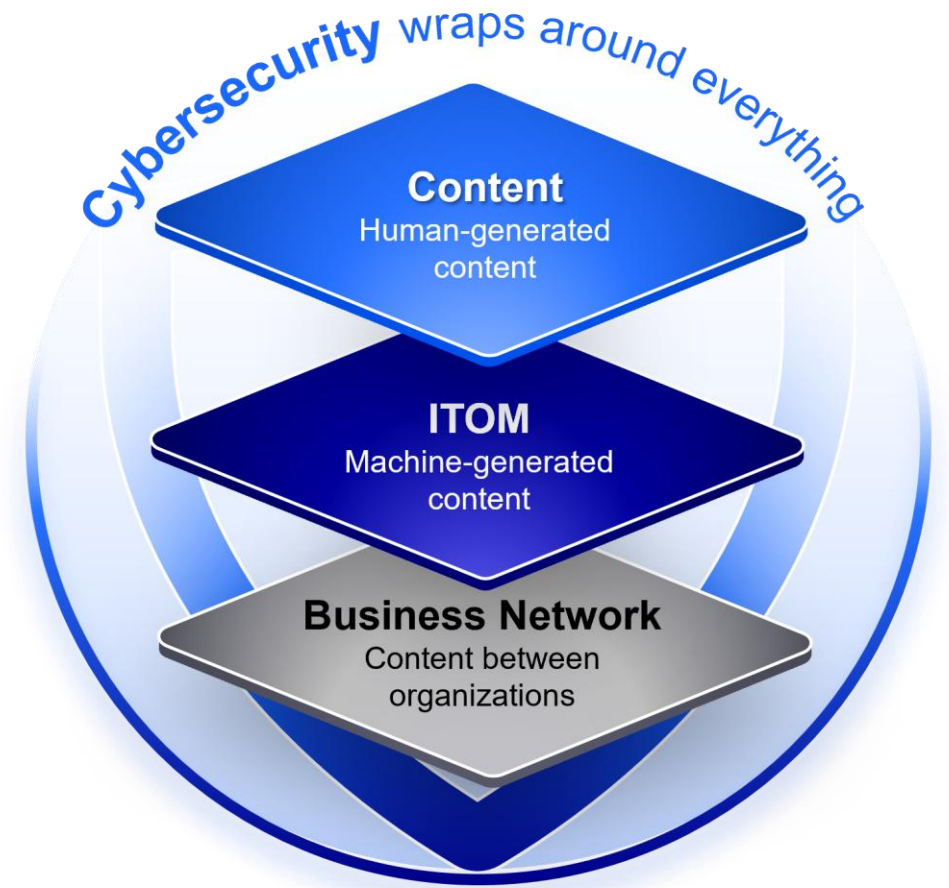 Cybersecurity wraps around everything
Content
Human-generated
content
ITOM
Machine-generated
content
Business Network
Content between
organizations